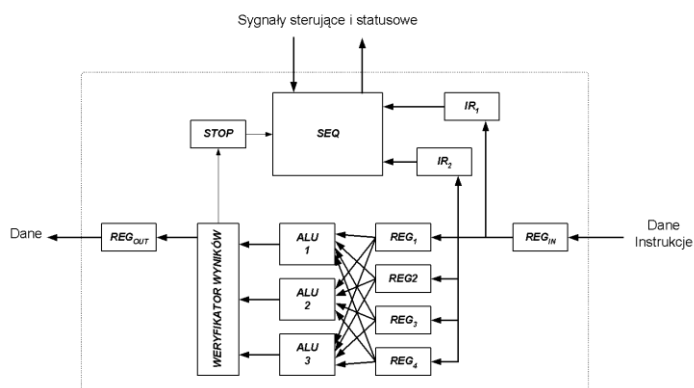 Sygnały sterujące i statusowe
IR1
STOP
SEQ
IR2
Dane
REGOUT
WERYFIKATOR WYNIKÓW
ALU
1
REG1
REGIN
Dane
Instrukcje
REG2
ALU
2
REG3
ALU
3
REG4